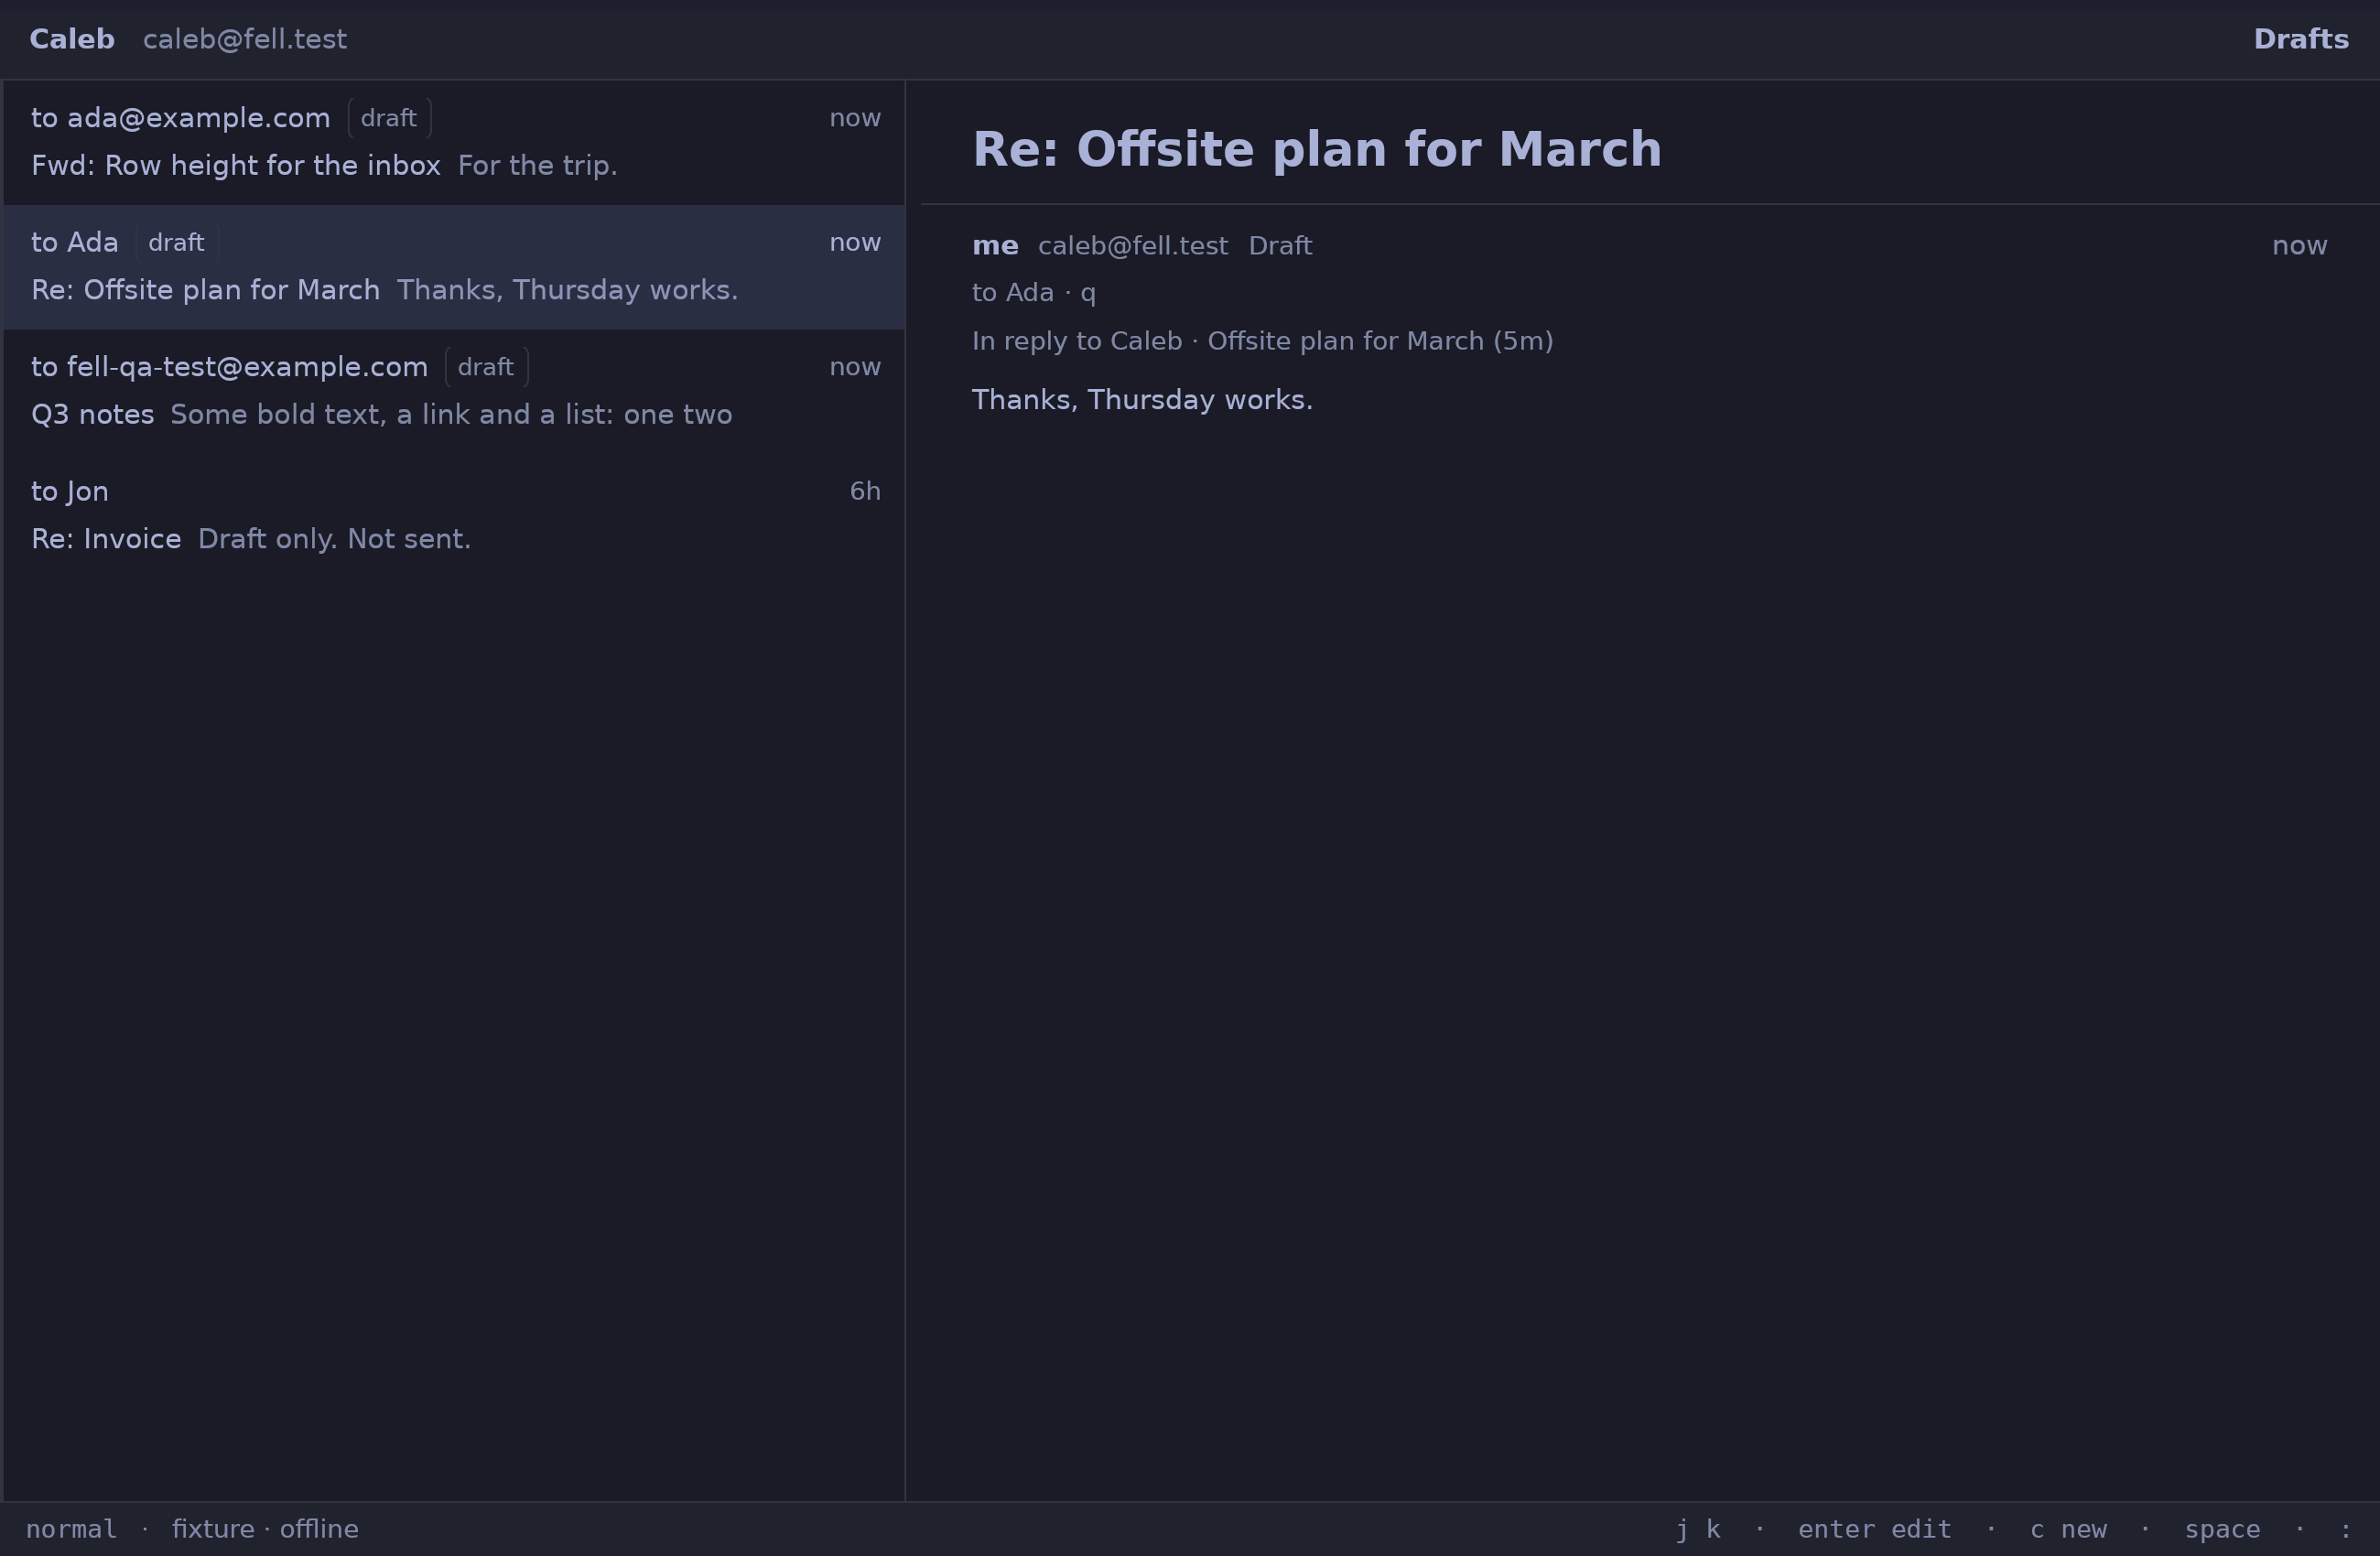 Caleb caleb@fell.test Drafts
to ada@example.com draft now
Fwd: Row height for the inbox For the trip.
to Ada draft now
Re: Offsite plan for March Thanks, Thursday works.
to fell-qa-test@example.com draft now
Q3 notes Some bold text, a link and a list: one two
to Jon 6h
Re: Invoice Draft only. Not sent.
Re: Offsite plan for March
me caleb@fell.test Draft now
to Ada · q
In reply to Caleb · Offsite plan for March (5m)
Thanks, Thursday works.
normal · fixture · offline j k · enter edit · c new · space · :